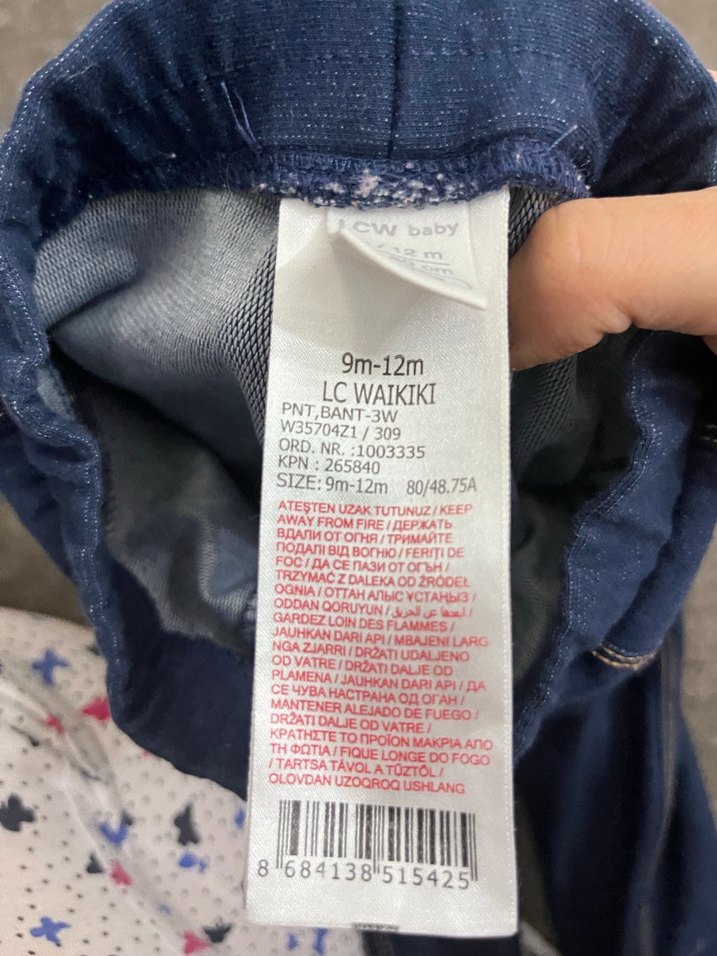 LCW baby
12 m
cm
9m-12m
LC WAIKIKI
PNT,BANT-3W
W35704Z1 / 309
ORD. NR. :1003335
KPN : 265840
SIZE: 9m-12m 80/48.75A
ATEŞTEN UZAK TUTUNUZ / KEEP
AWAY FROM FIRE / ДЕРЖАТЬ
ВДАЛИ ОТ ОГНЯ / ТРИМАЙТЕ
ПОДАЛІ ВІД ВОГНЮ / FERIȚI DE
FOC / ДА СЕ ПАЗИ ОТ ОГЪН /
TRZYMAĆ Z DALEKA OD ŹRÓDEŁ
OGNIA / ОТТАН АЛЫС ҰСТАҢЫЗ /
ODDAN QORUYUN / ابعدها عن الحريق /
GARDEZ LOIN DES FLAMMES /
JAUHKAN DARI API / MBAJENI LARG
NGA ZJARRI / DRŽATI UDALJENO
OD VATRE / DRŽATI DALJE OD
PLAMENA / JAUHKAN DARI API / ДА
СЕ ЧУВА НАСТРАНА ОД ОГАН /
MANTENER ALEJADO DE FUEGO /
DRŽATI DALJE OD VATRE /
ΚΡΑΤΗΣΤΕ ΤΟ ΠΡΟΪΟΝ ΜΑΚΡΙΑ ΑΠΟ
ΤΗ ΦΩΤΙΑ / FIQUE LONGE DO FOGO
/ TARTSA TÁVOL A TŰZTŐL /
OLOVDAN UZOQROQ USHLANG
8 684138 515425